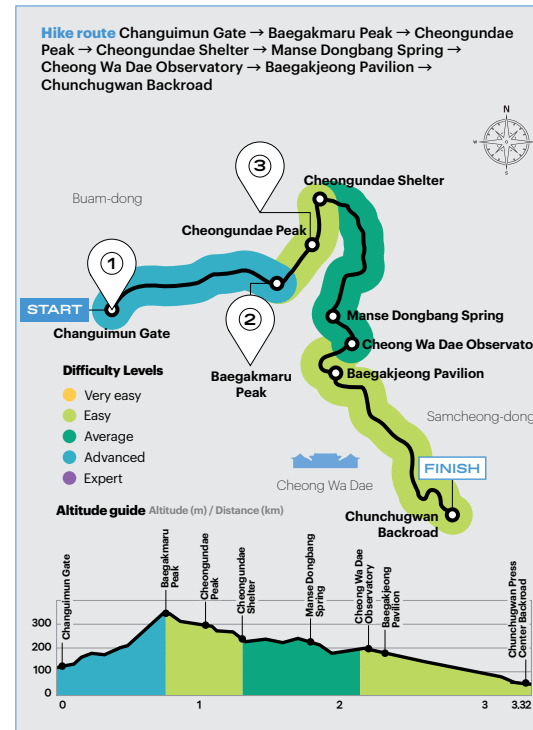 Hike route Changuimun Gate → Baegakmaru Peak → Cheongundae
Peak → Cheongundae Shelter → Manse Dongbang Spring →
Cheong Wa Dae Observatory → Baegakjeong Pavilion →
Chunchugwan Backroad
N
W
E
S
3
Cheongundae Shelter
Buam-dong
Cheongundae Peak
1
START
Changuimun Gate
2
Baegakmaru
Peak
Manse Dongbang Spring
Cheong Wa Dae Observato
Baegakjeong Pavilion
Difficulty Levels
Very easy
Easy
Average
Advanced
Expert
Samcheong-dong
FINISH
Cheong Wa Dae
Chunchugwan
Backroad
Altitude guide Altitude (m) / Distance (km)
300
200
100
0
Changuimun Gate
Baegakmaru
Peak
Cheongundae
Peak
Cheongundae
Shelter
Manse Dongbang
Spring
Cheong Wa Dae
Observatory
Baegakjeong
Pavilion
Chunchugwan Press
Center Backroad
0
1
2
3
3.32